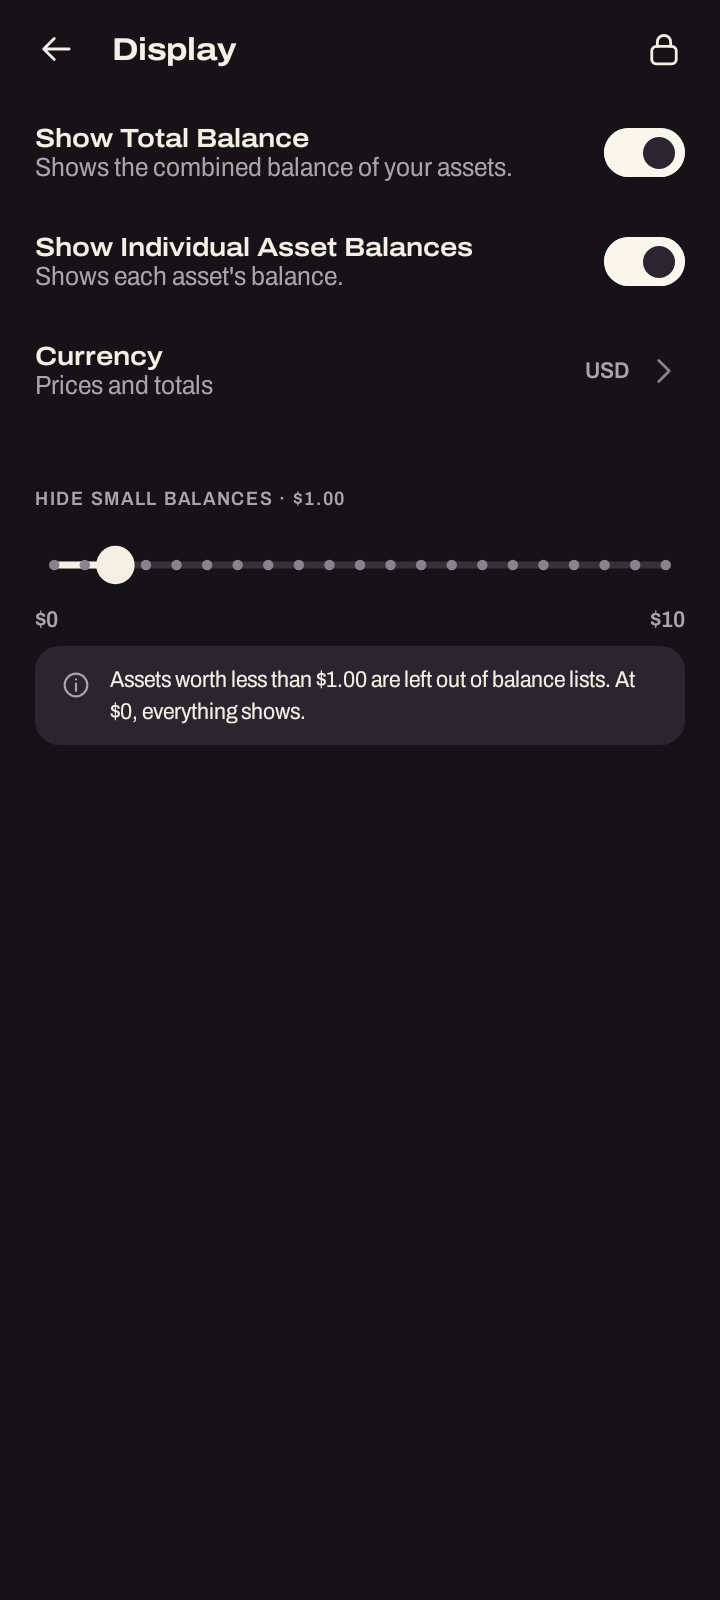 Display
Show Total Balance
Shows the combined balance of your assets.
Show Individual Asset Balances
Shows each asset's balance.
Currency
Prices and totals
USD
HIDE SMALL BALANCES · $1.00
$0
$10
Assets worth less than $1.00 are left out of balance lists. At
$0, everything shows.